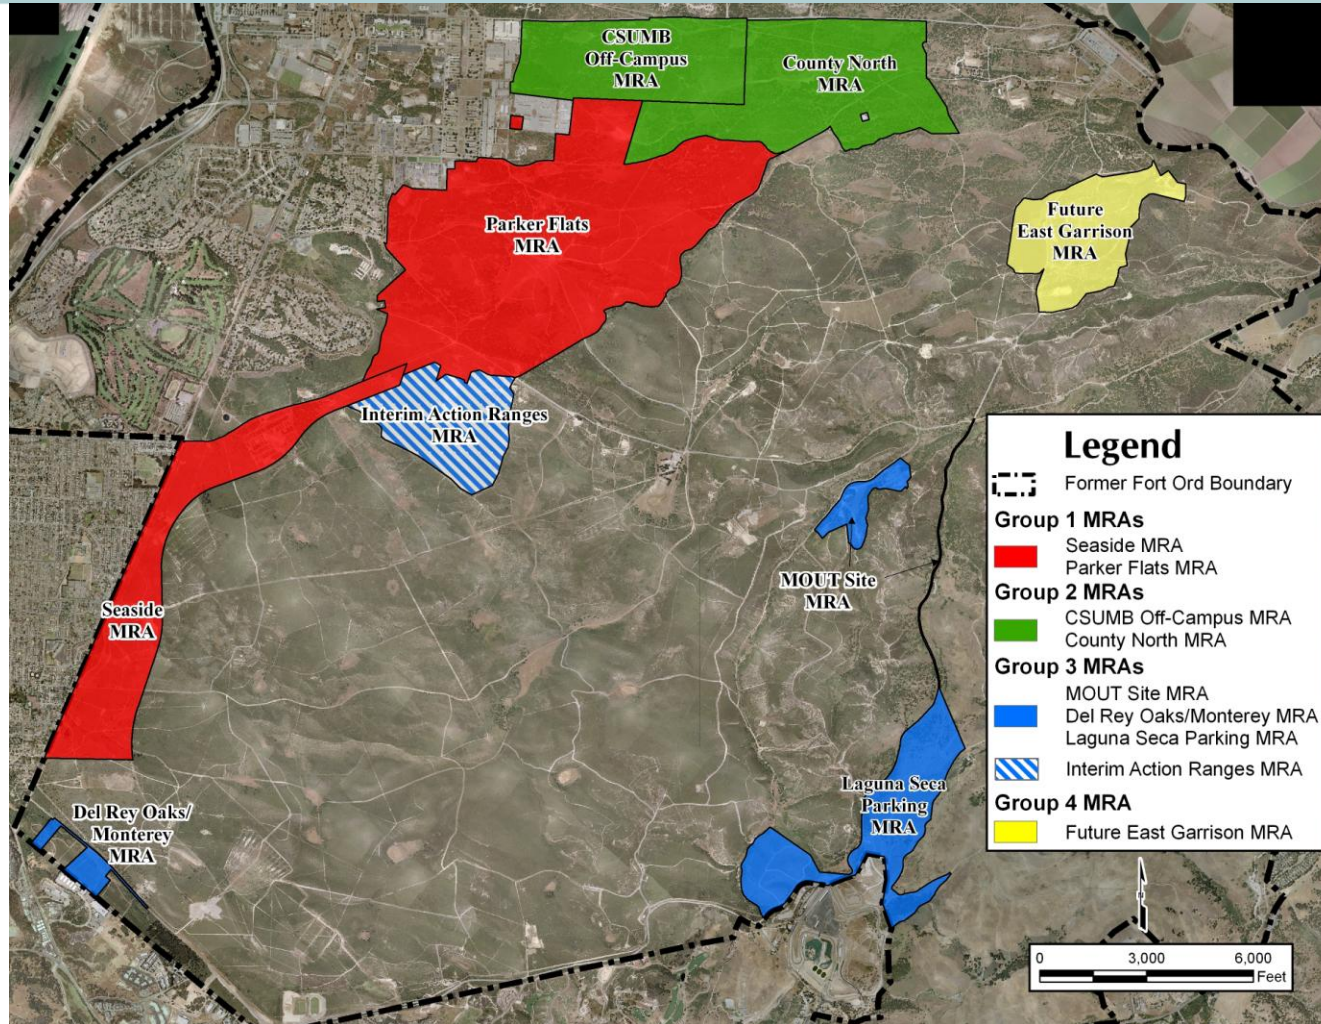 CSUMB
Off-Campus
MRA
County North
MRA
Parker Flats
MRA
Future
East Garrison
MRA
Interim Action Ranges
MRA
MOUT Site
MRA
Seaside
MRA
Laguna Seca
Parking
MRA
Del Rey Oaks/
Monterey
MRA
Legend
Former Fort Ord Boundary
Group 1 MRAs
Seaside MRA
Parker Flats MRA
Group 2 MRAs
CSUMB Off-Campus MRA
County North MRA
Group 3 MRAs
MOUT Site MRA
Del Rey Oaks/Monterey MRA
Laguna Seca Parking MRA
Interim Action Ranges MRA
Group 4 MRA
Future East Garrison MRA
N
0 3,000 6,000
Feet